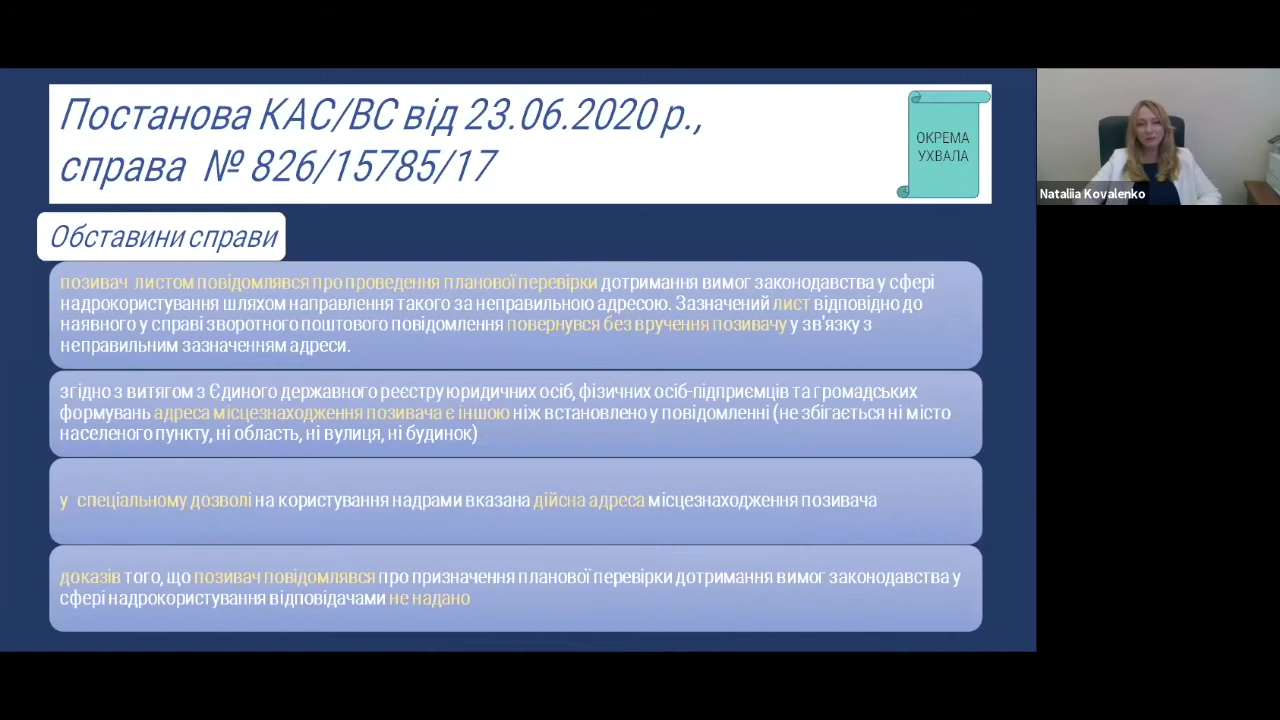 Постанова КАС/ВС від 23.06.2020 р.,
справа № 826/15785/17
ОКРЕМА
УХВАЛА
Nataliia Kovalenko
Обставини справи
позивач листом повідомлявся про проведення планової перевірки дотримання вимог законодавства у сфері
надрокористування шляхом направлення такого за неправильною адресою. Зазначений лист відповідно до
наявного у справі зворотного поштового повідомлення повернувся без вручення позивачу у зв'язку з
неправильним зазначенням адреси.
згідно з витягом з Єдиного державного реєстру юридичних осіб, фізичних осіб-підприємців та громадських
формувань адреса місцезнаходження позивача є іншою ніж встановлено у повідомленні (не збігається ні місто
населеного пункту, ні область, ні вулиця, ні будинок)
у спеціальному дозволі на користування надрами вказана дійсна адреса місцезнаходження позивача
доказів того, що позивач повідомлявся про призначення планової перевірки дотримання вимог законодавства у
сфері надрокористування відповідачами не надано